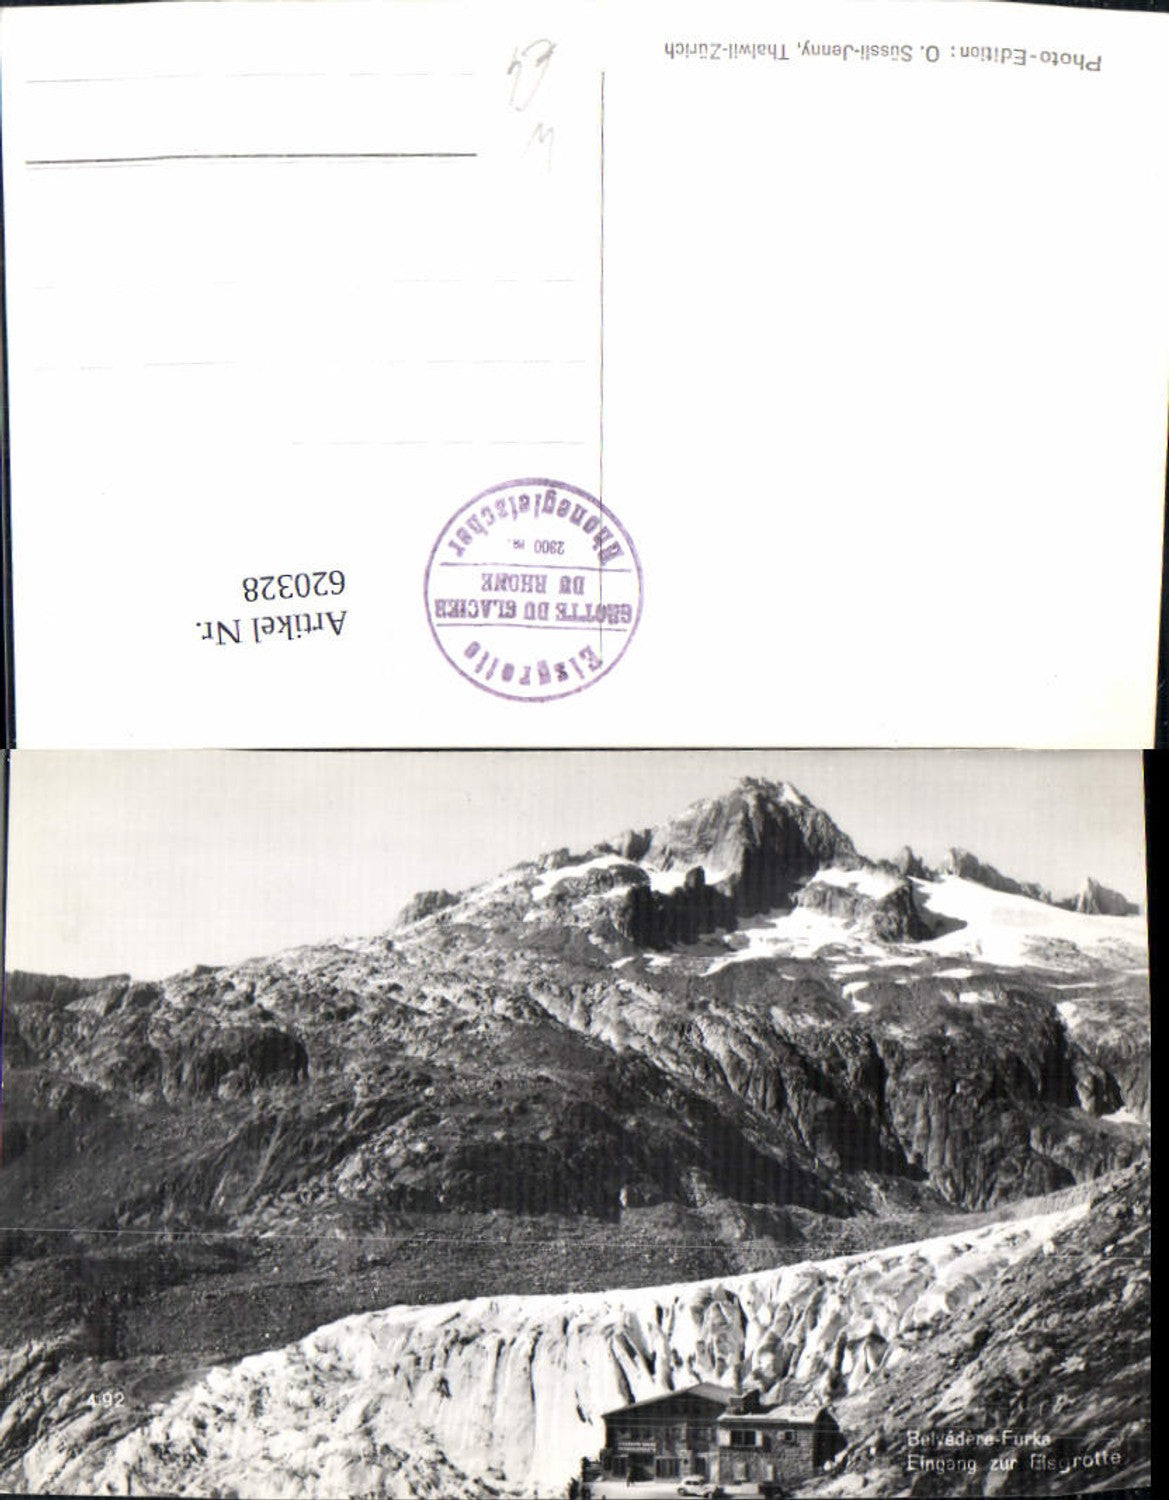 Photo-Edition: O. Süssli-Jenny, Thalwil-Zürich
Eisgrotte
GROTTE DU GLACIER
DU RHONE
2300 m.
Rhonegletscher
Artikel Nr.
620328
A 92
Belvédère-Furka
Eingang zur Eisgrotte